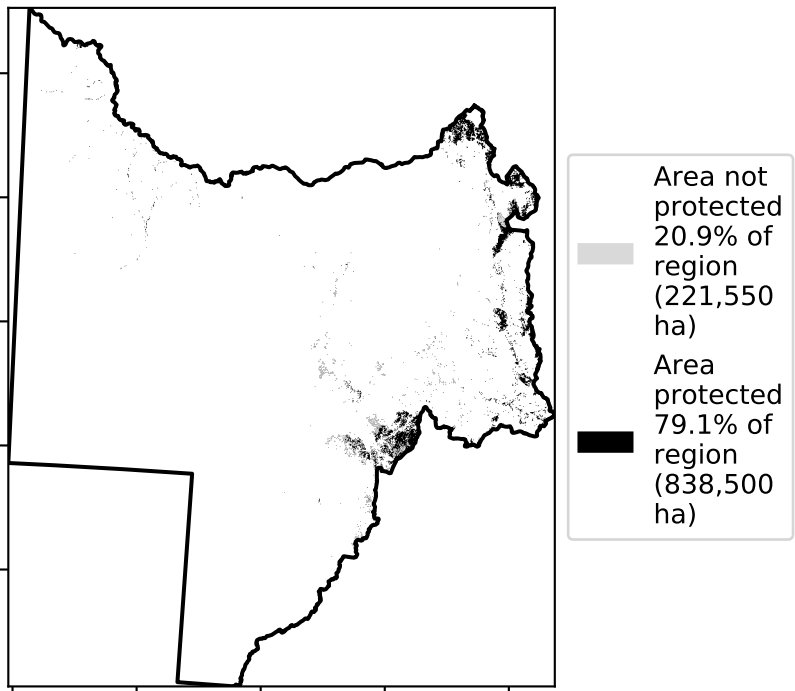 Area not
protected
20.9% of
region
(221,550
ha)
Area
protected
79.1% of
region
(838,500
ha)